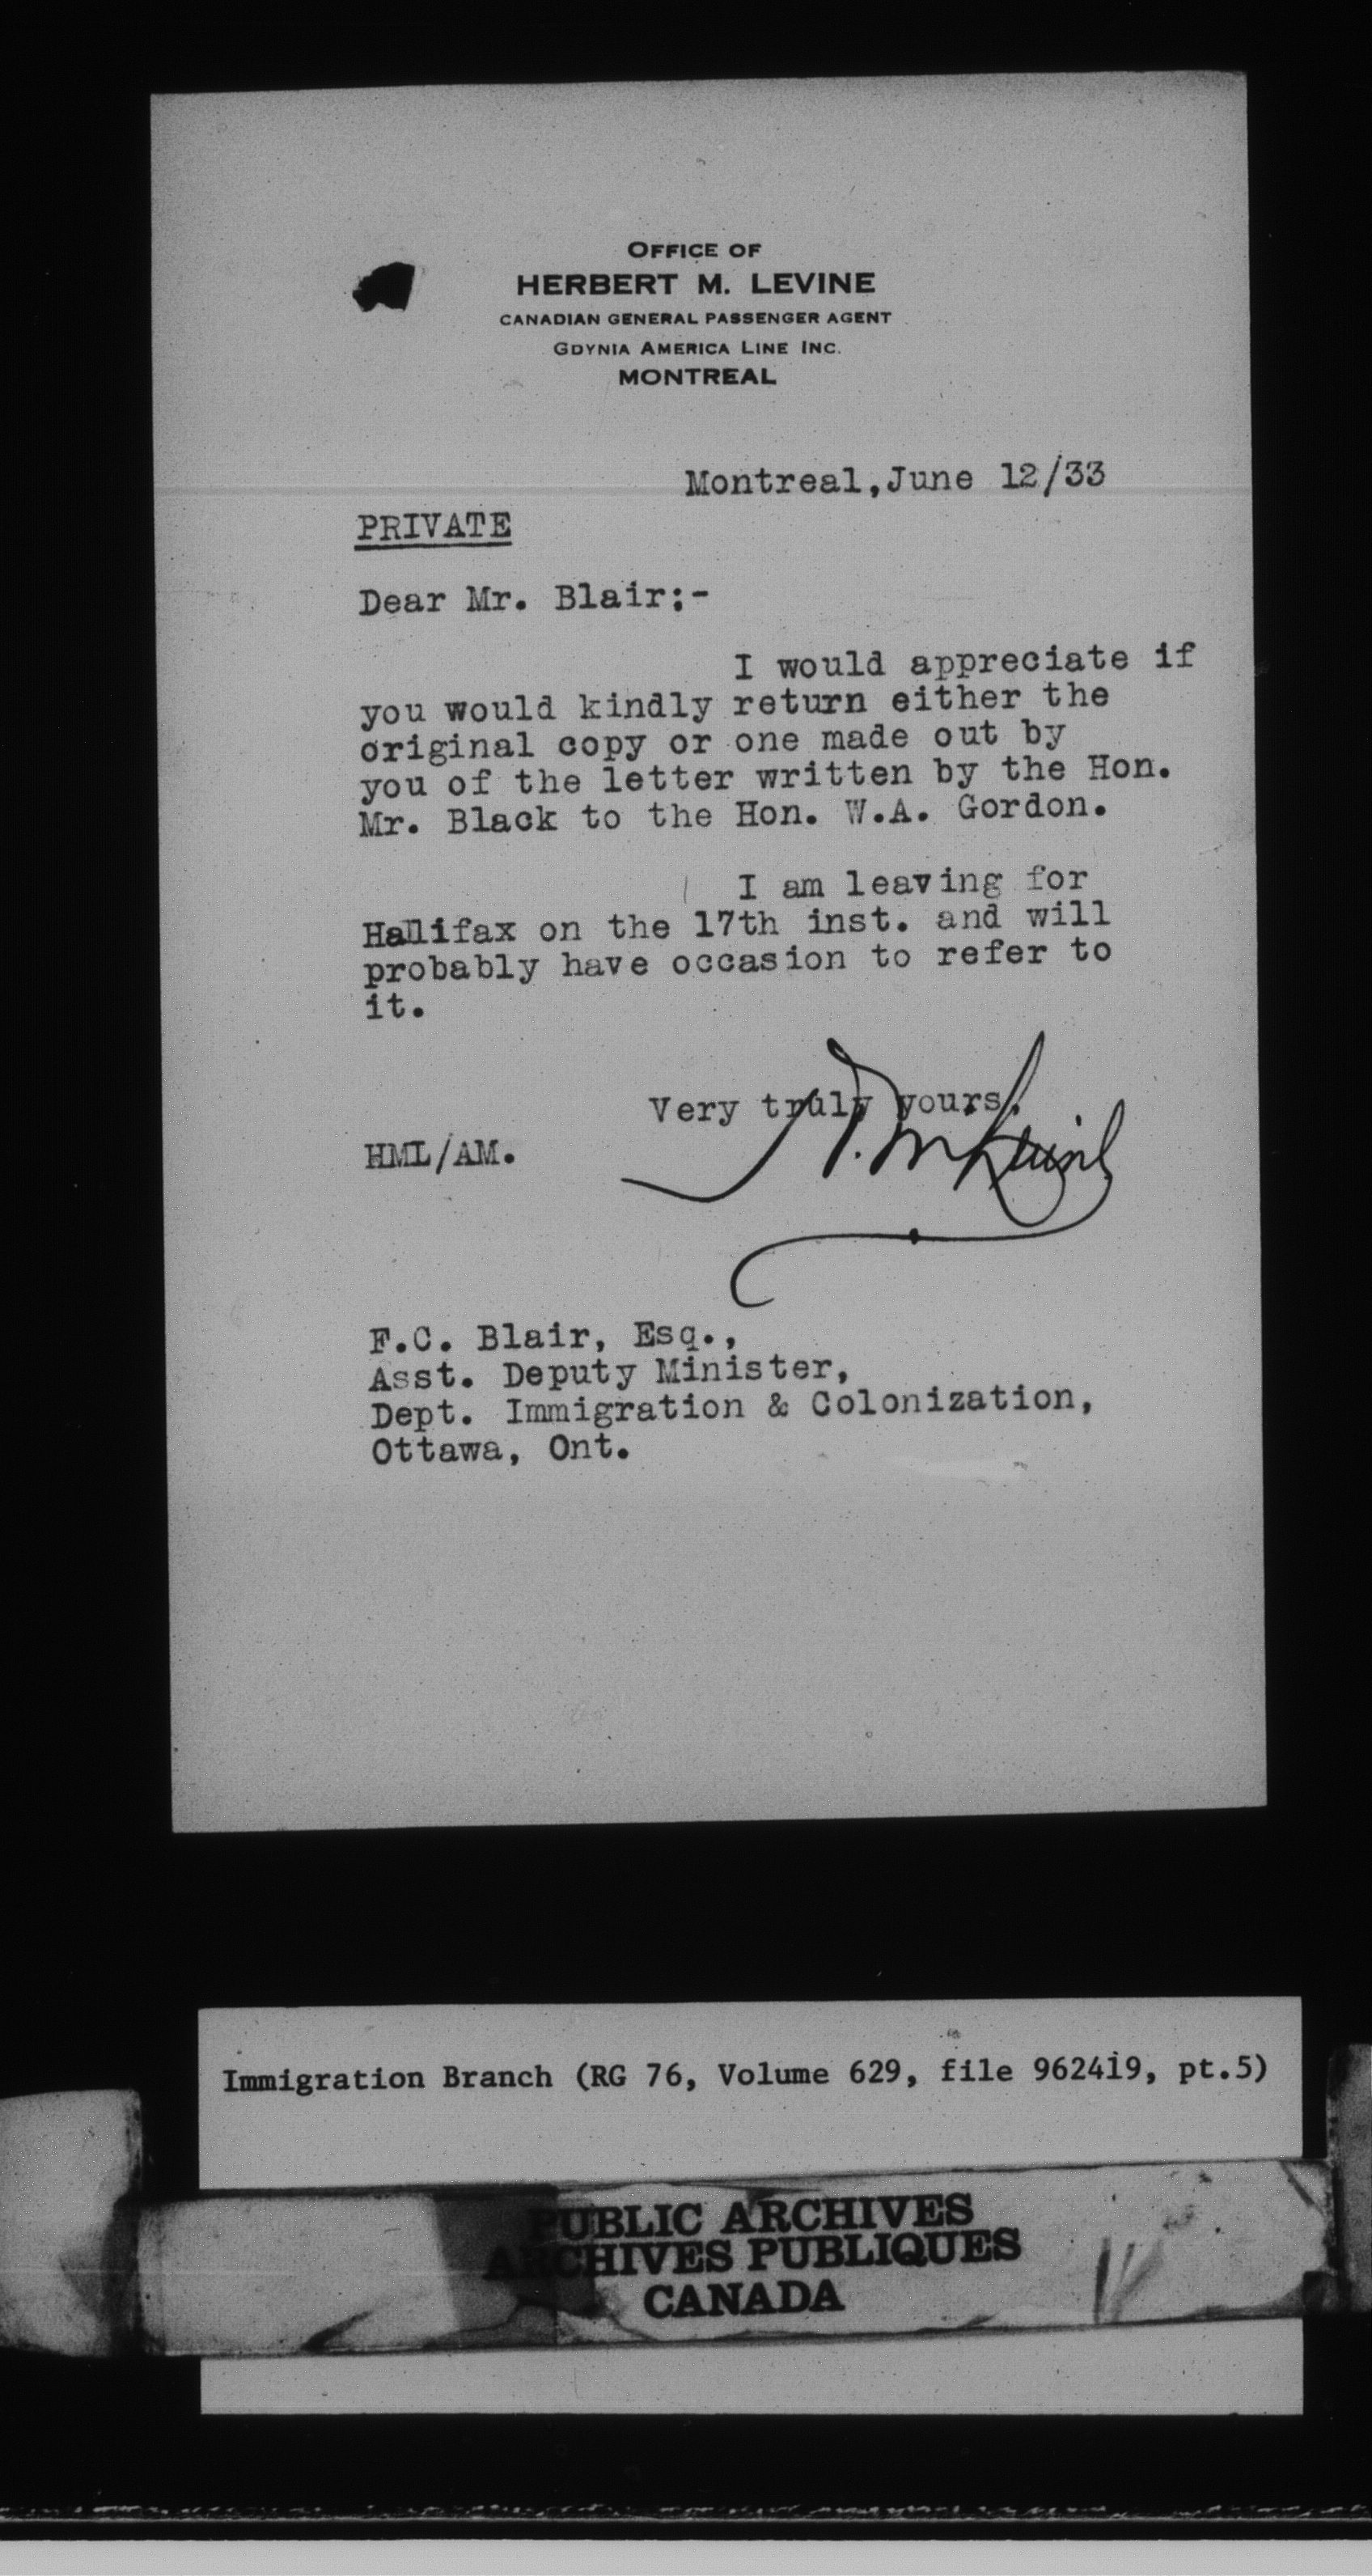 OFFICE OF
HERBERT M. LEVINE
CANADIAN GENERAL PASSENGER AGENT
GDYNIA AMERICA LINE INC.
MONTREAL
Montreal,June 12/33
PRIVATE
Dear Mr. Blair:-
I would appreciate if
you would kindly return either the
original copy or one made out by
you of the letter written by the Hon.
Mr. Black to the Hon. W.A. Gordon.
I am leaving for
Halifax on the 17th inst. and will
probably have occasion to refer to
it.
Very truly yours,
H.M. Levine
HML/AM.
F.C. Blair, Esq.,
Asst. Deputy Minister,
Dept. Immigration & Colonization,
Ottawa, Ont.
Immigration Branch (RG 76, Volume 629, file 962419, pt.5)
PUBLIC ARCHIVES
ARCHIVES PUBLIQUES
CANADA